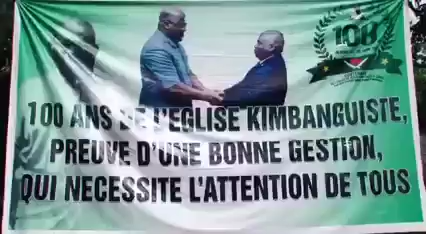 100
100 ANS DE L'EGLISE KIMBANGUISTE,
PREUVE D'UNE BONNE GESTION,
QUI NECESSITE L'ATTENTION DE TOUS